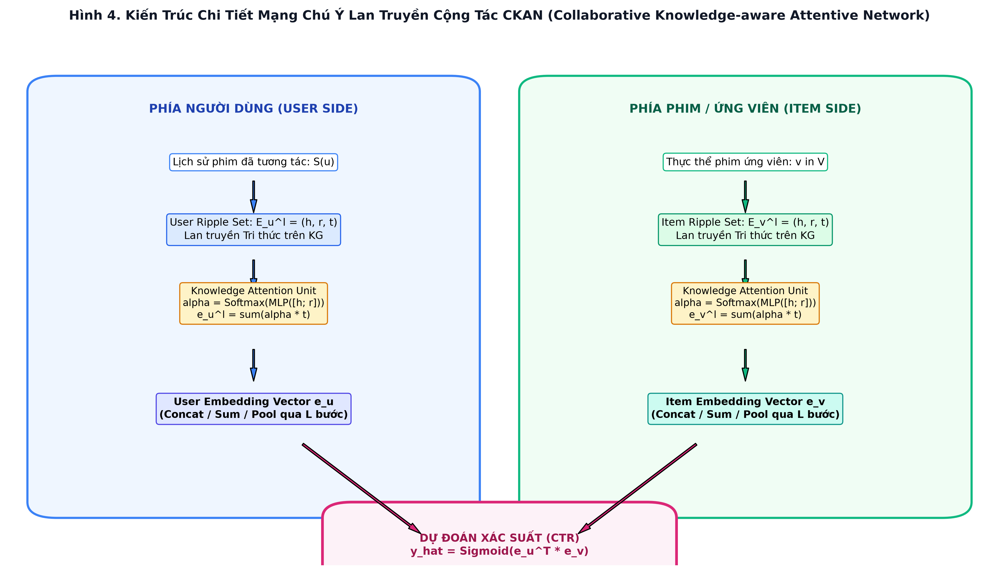 Hình 4. Kiến Trúc Chi Tiết Mạng Chú Ý Lan Truyền Cộng Tác CKAN (Collaborative Knowledge-aware Attentive Network)
PHÍA NGƯỜI DÙNG (USER SIDE)
Lịch sử phim đã tương tác: S(u)
User Ripple Set: E_u^l = (h, r, t)
Lan truyền Tri thức trên KG
Knowledge Attention Unit
alpha = Softmax(MLP([h; r]))
e_u^l = sum(alpha * t)
User Embedding Vector e_u
(Concat / Sum / Pool qua L bước)
PHÍA PHIM / ỨNG VIÊN (ITEM SIDE)
Thực thể phim ứng viên: v in V
Item Ripple Set: E_v^l = (h, r, t)
Lan truyền Tri thức trên KG
Knowledge Attention Unit
alpha = Softmax(MLP([h; r]))
e_v^l = sum(alpha * t)
Item Embedding Vector e_v
(Concat / Sum / Pool qua L bước)
DỰ ĐOÁN XÁC SUẤT (CTR)
y_hat = Sigmoid(e_u^T * e_v)